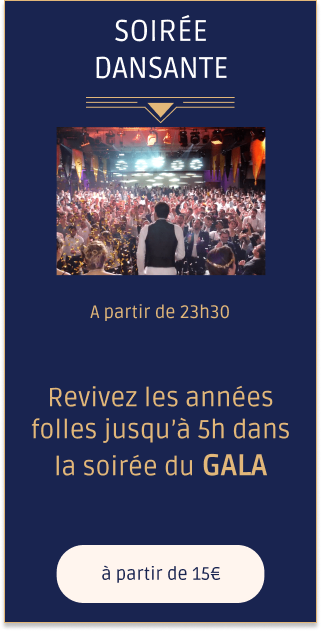 SOIRÉE
DANSANTE
A partir de 23h30
Revivez les années
folles jusqu’à 5h dans
la soirée du GALA
à partir de 15€